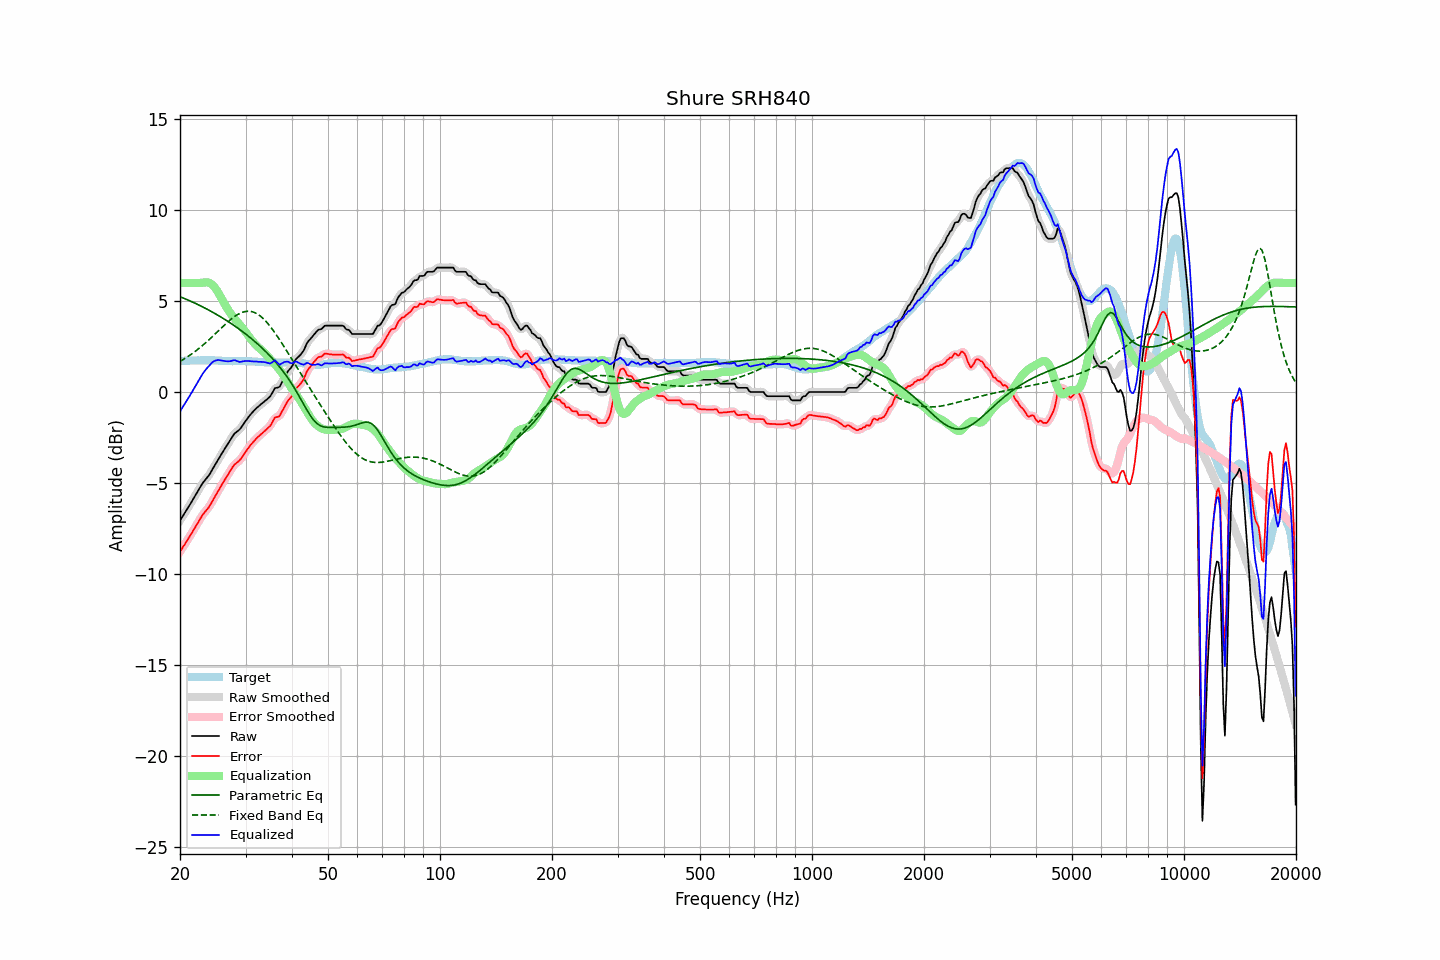 Shure SRH840
Amplitude (dBr)
15
10
5
0
−5
−10
−15
−20
−25
Target
Raw Smoothed
Error Smoothed
Raw
Error
Equalization
Parametric Eq
Fixed Band Eq
Equalized
20 50 100 200 500 1000 2000 5000 10000 20000
Frequency (Hz)